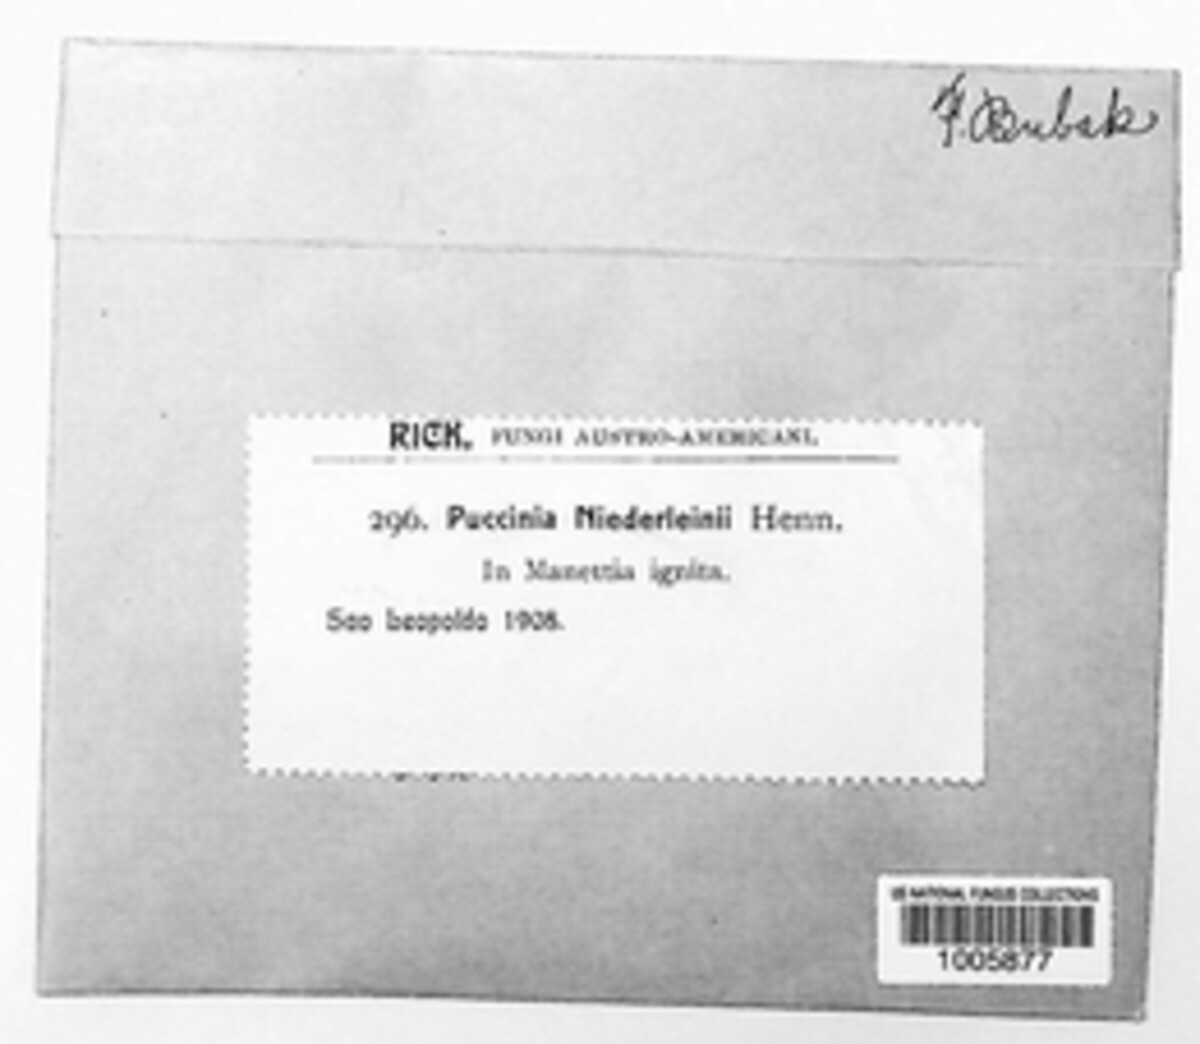 F. Bubak
RICK. FUNGI AUSTRO-AMERICANI.
296. Puccinia Niederleinii Henn.
In Manettia ignita.
Sao Leopoldo 1908.
US NATIONAL FUNGUS COLLECTIONS
1005877